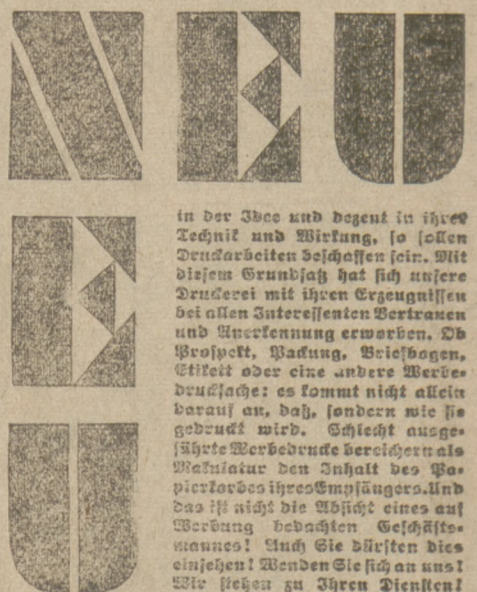 NEU
E
U
in der Idee und dezent in ihrer
Technik und Wirkung, so sollen
Druckarbeiten beschaffen sein. Mit
diesem Grundsatz hat sich unsere
Druckerei mit ihren Erzeugnissen
bei allen Interessenten Vertrauen
und Anerkennung erworben. Ob
Prospekt, Packung, Briefbogen,
Etikett oder eine andere Werbe-
drucksache: es kommt nicht allein
darauf an, daß, sondern wie sie
gedruckt wird. Schlecht ausge-
führte Werbedrucke bereichern als
Makulatur den Inhalt des Pa-
pierkorbes ihres Empfängers. Und
das ist nicht die Absicht eines auf
Werbung bedachten Geschäfts-
mannes! Auch Sie dürften dies
einsehen! Wenden Sie sich an uns!
Wir stehen zu Ihren Diensten!